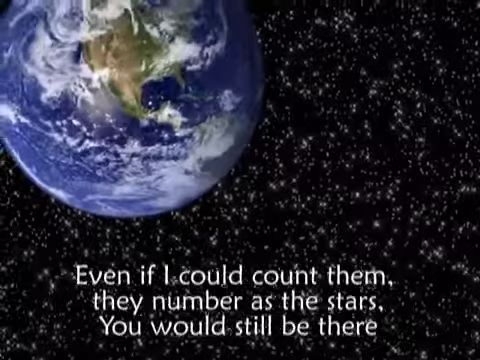 Even if I could count them,
they number as the stars,
You would still be there